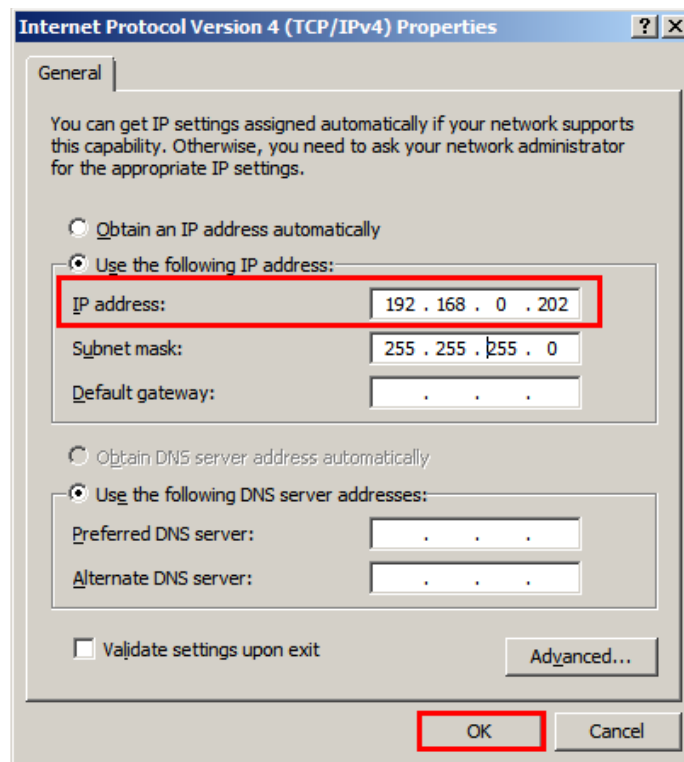 Internet Protocol Version 4 (TCP/IPv4) Properties ? X
General
You can get IP settings assigned automatically if your network supports
this capability. Otherwise, you need to ask your network administrator
for the appropriate IP settings.
Obtain an IP address automatically
Use the following IP address:
IP address: 192 . 168 . 0 . 202
Subnet mask: 255 . 255 . 255 . 0
Default gateway: . . .
Obtain DNS server address automatically
Use the following DNS server addresses:
Preferred DNS server: . . .
Alternate DNS server: . . .
Validate settings upon exit
Advanced...
OK Cancel